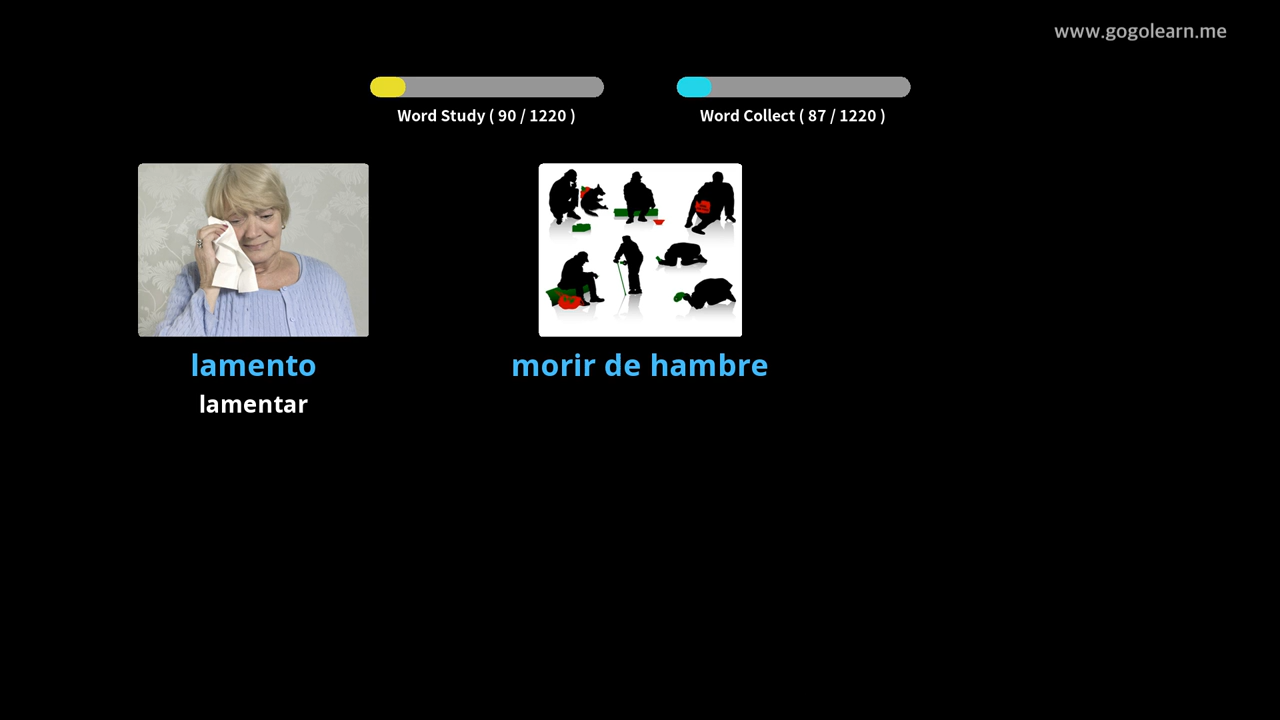 www.gogolearn.me
Word Study ( 90 / 1220 )
Word Collect ( 87 / 1220 )
lamento
lamentar
morir de hambre